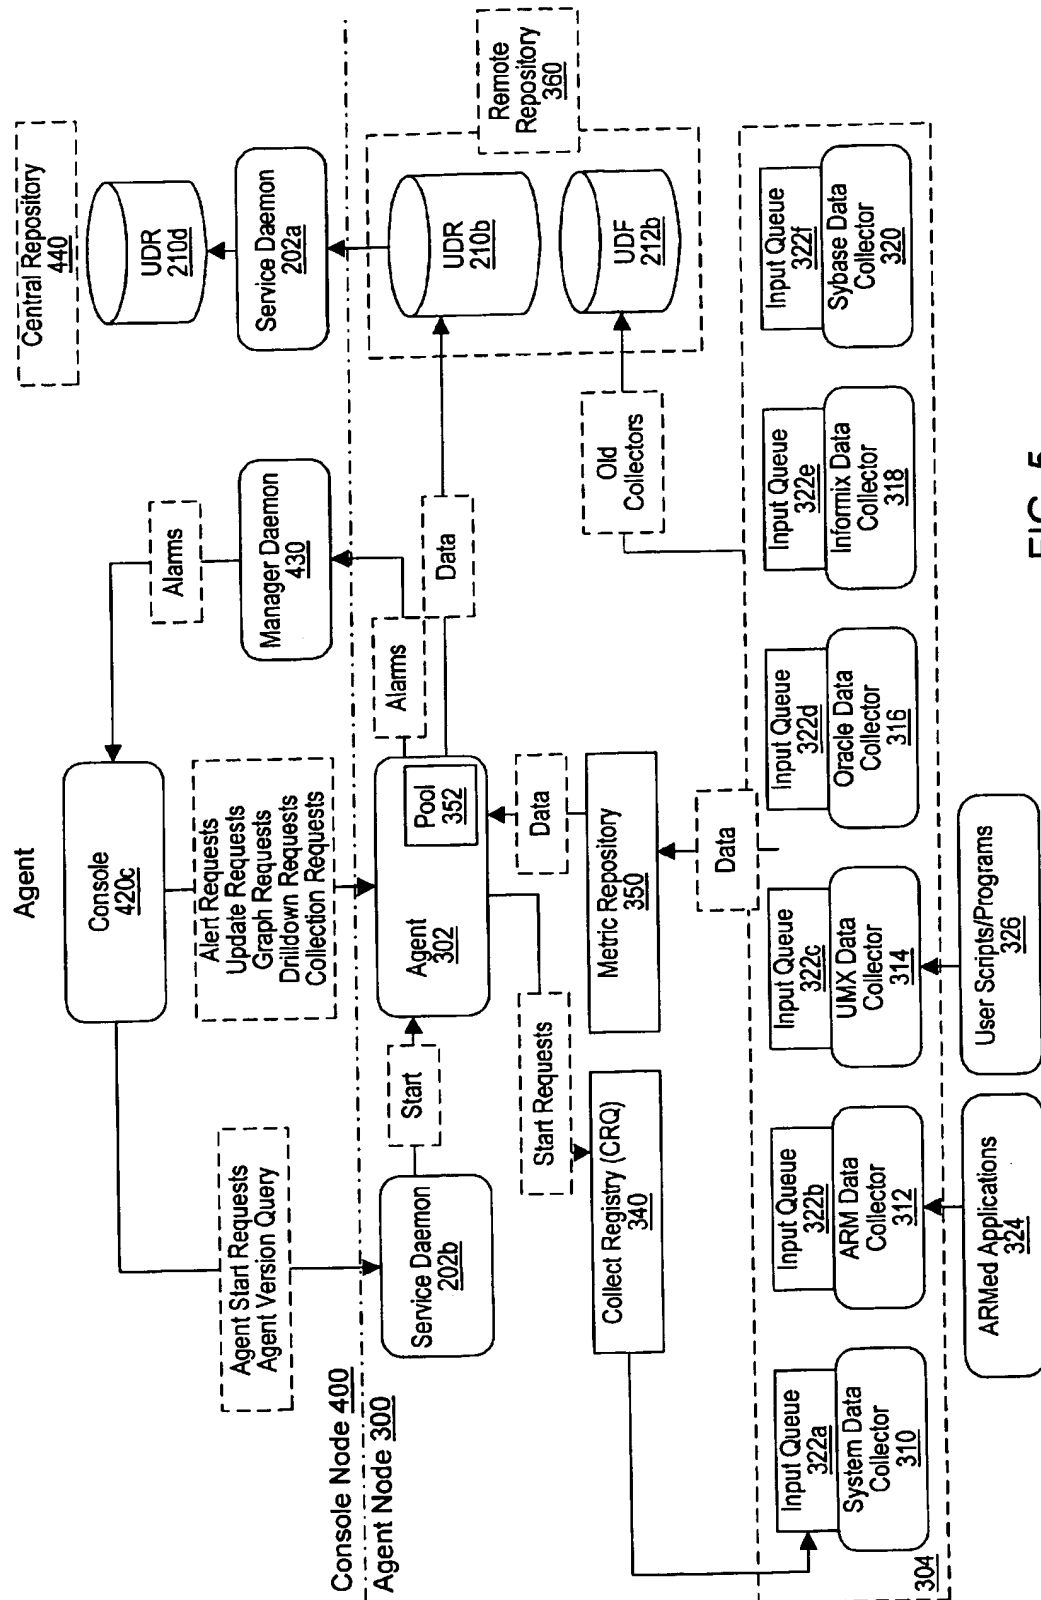 Agent
Console
420c
Alarms
Central Repository
440
UDR
210d
Agent Start Requests
Agent Version Query
Alert Requests
Update Requests
Graph Requests
Drilldown Requests
Collection Requests
Manager Daemon
430
Service Daemon
202a
Console Node 400
Agent Node 300
Service Daemon
202b
Start
Agent
302
Pool
352
Alarms
Data
UDR
210b
Remote
Repository
360
UDF
212b
Start Requests
Data
Old
Collectors
Collect Registry (CRQ)
340
Metric Repository
350
Data
304
Input Queue
322a
System Data
Collector
310
Input Queue
322b
ARM Data
Collector
312
Input Queue
322c
UMX Data
Collector
314
Input Queue
322d
Oracle Data
Collector
316
Input Queue
322e
Informix Data
Collector
318
Input Queue
322f
Sybase Data
Collector
320
ARMed Applications
324
User Scripts/Programs
326
FIG. 5